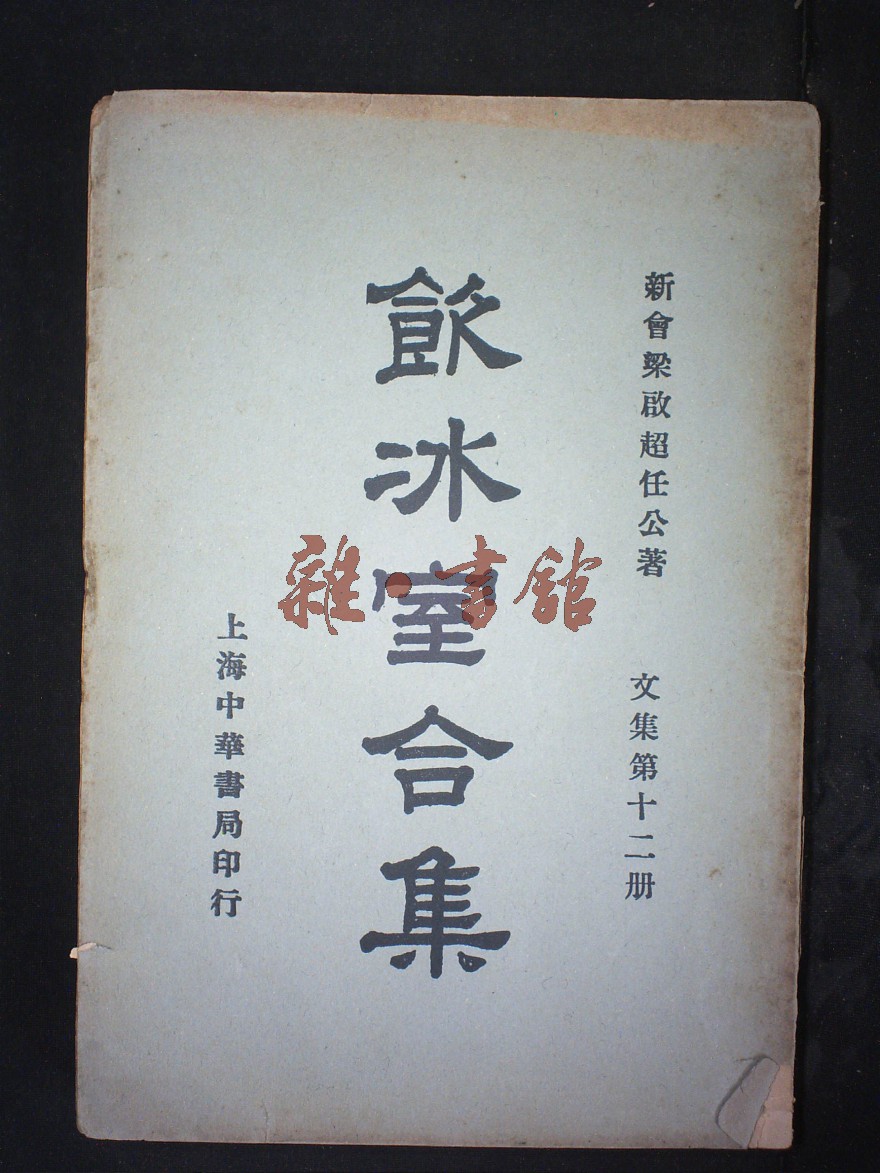 新會梁啟超任公著　文集第十二册
飲冰室合集
上海中華書局印行
雜·書館